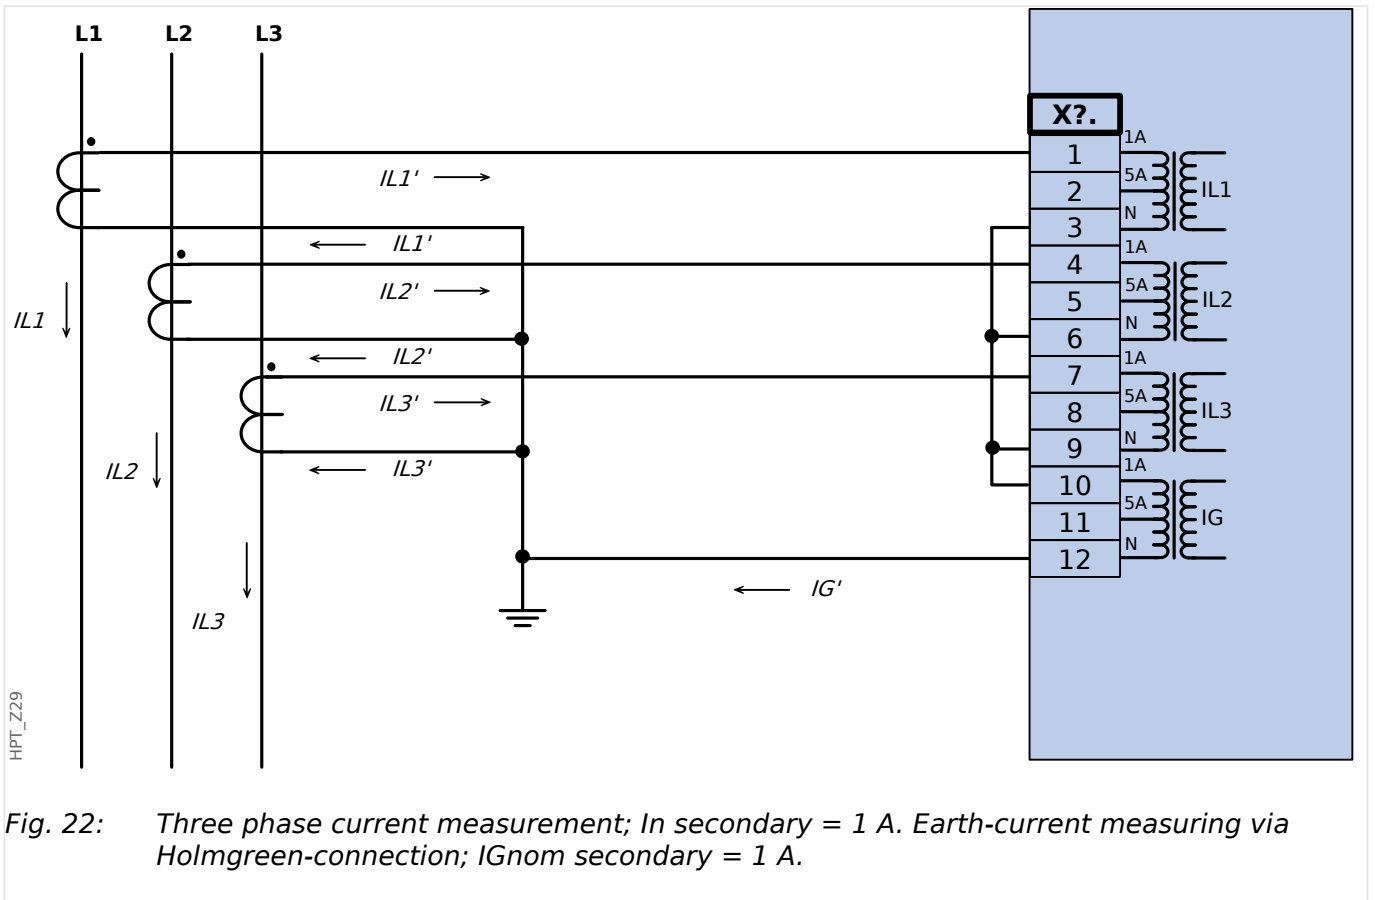 L1 L2 L3
X?.
1A
1
IL1'
5A
2
IL1
N
3
IL1'
1A
4
IL2'
5A
5
IL2
IL1
N
6
IL2'
1A
7
IL3'
5A
8
IL3
N
9
IL2
IL3'
1A
10
5A
11
IG
N
12
IG'
IL3
HPT_Z29
Fig. 22: Three phase current measurement; In secondary = 1 A. Earth-current measuring via
Holmgreen-connection; IGnom secondary = 1 A.